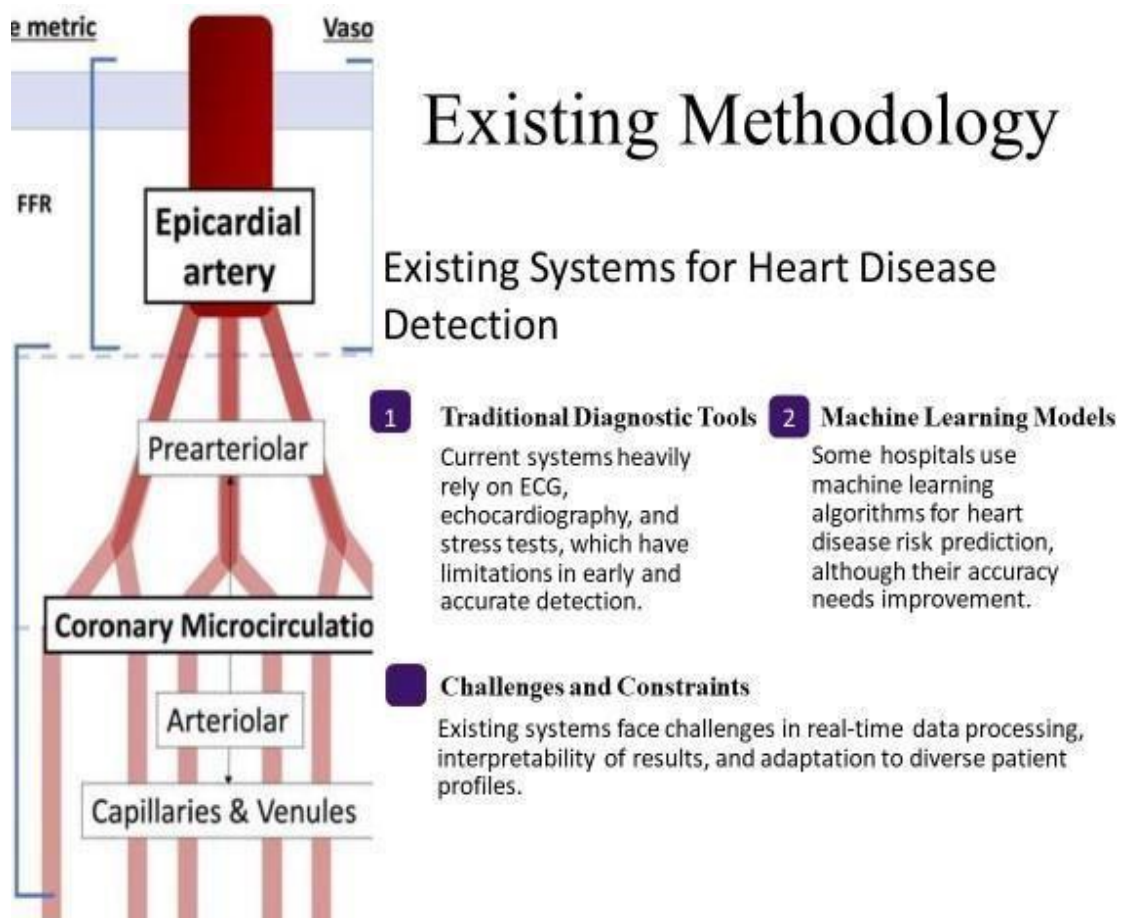 e metric
Vaso
FFR
Epicardial
artery
Prearteriolar
Coronary Microcirculatio
Arteriolar
Capillaries & Venules
Existing Methodology
Existing Systems for Heart Disease
Detection
1
Traditional Diagnostic Tools
Current systems heavily
rely on ECG,
echocardiography, and
stress tests, which have
limitations in early and
accurate detection.
2
Machine Learning Models
Some hospitals use
machine learning
algorithms for heart
disease risk prediction,
although their accuracy
needs improvement.
Challenges and Constraints
Existing systems face challenges in real-time data processing,
interpretability of results, and adaptation to diverse patient
profiles.